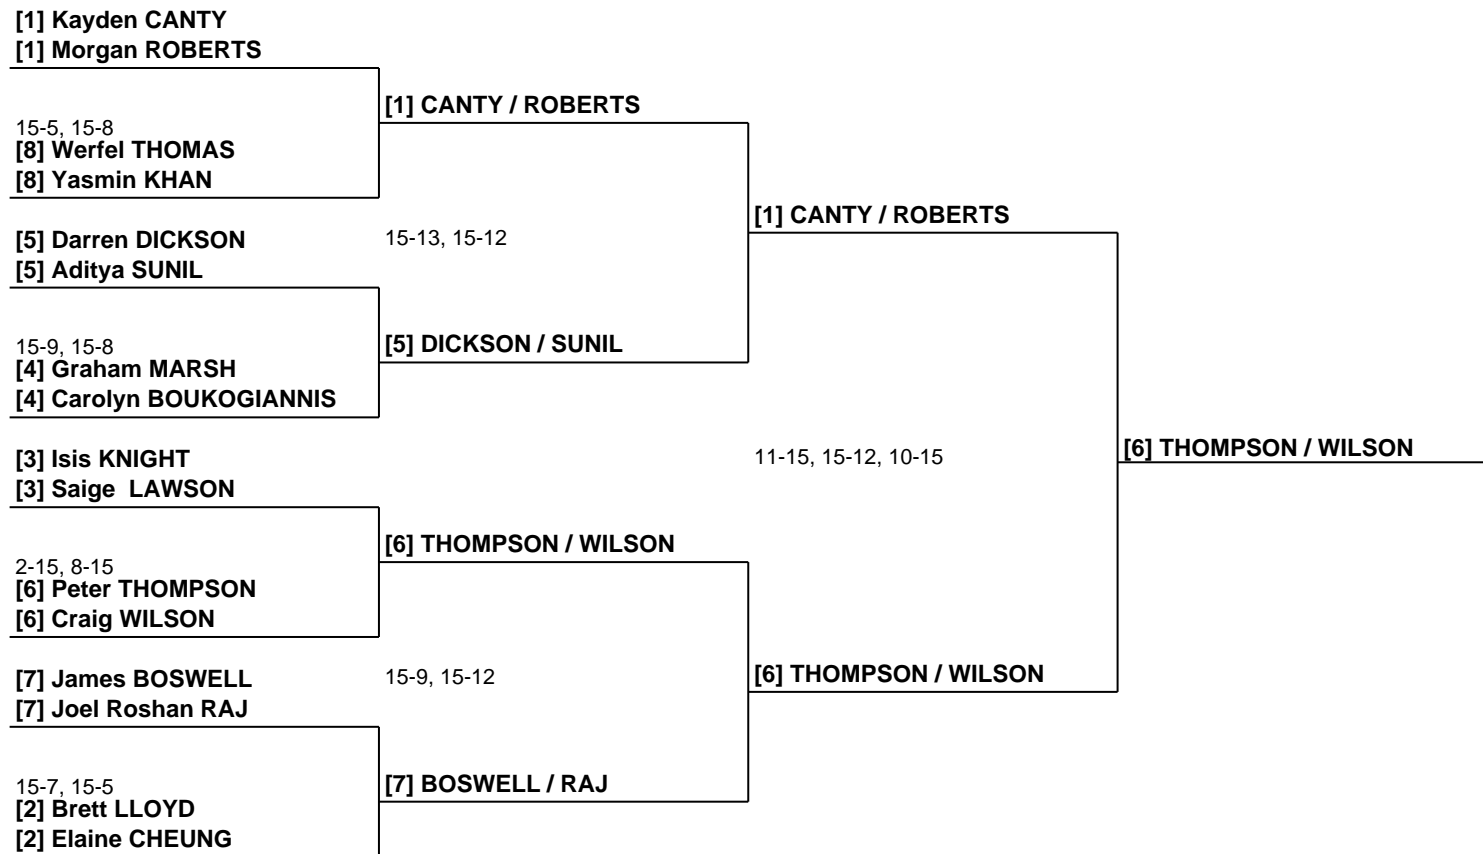 [1] Kayden CANTY
[1] Morgan ROBERTS
[1] CANTY / ROBERTS
15-5, 15-8
[8] Werfel THOMAS
[8] Yasmin KHAN
[1] CANTY / ROBERTS
[5] Darren DICKSON
15-13, 15-12
[5] Aditya SUNIL
[5] DICKSON / SUNIL
15-9, 15-8
[4] Graham MARSH
[4] Carolyn BOUKOGIANNIS
[6] THOMPSON / WILSON
[3] Isis KNIGHT
11-15, 15-12, 10-15
[3] Saige  LAWSON
[6] THOMPSON / WILSON
2-15, 8-15
[6] Peter THOMPSON
[6] Craig WILSON
[7] James BOSWELL
15-9, 15-12
[6] THOMPSON / WILSON
[7] Joel Roshan RAJ
[7] BOSWELL / RAJ
15-7, 15-5
[2] Brett LLOYD
[2] Elaine CHEUNG